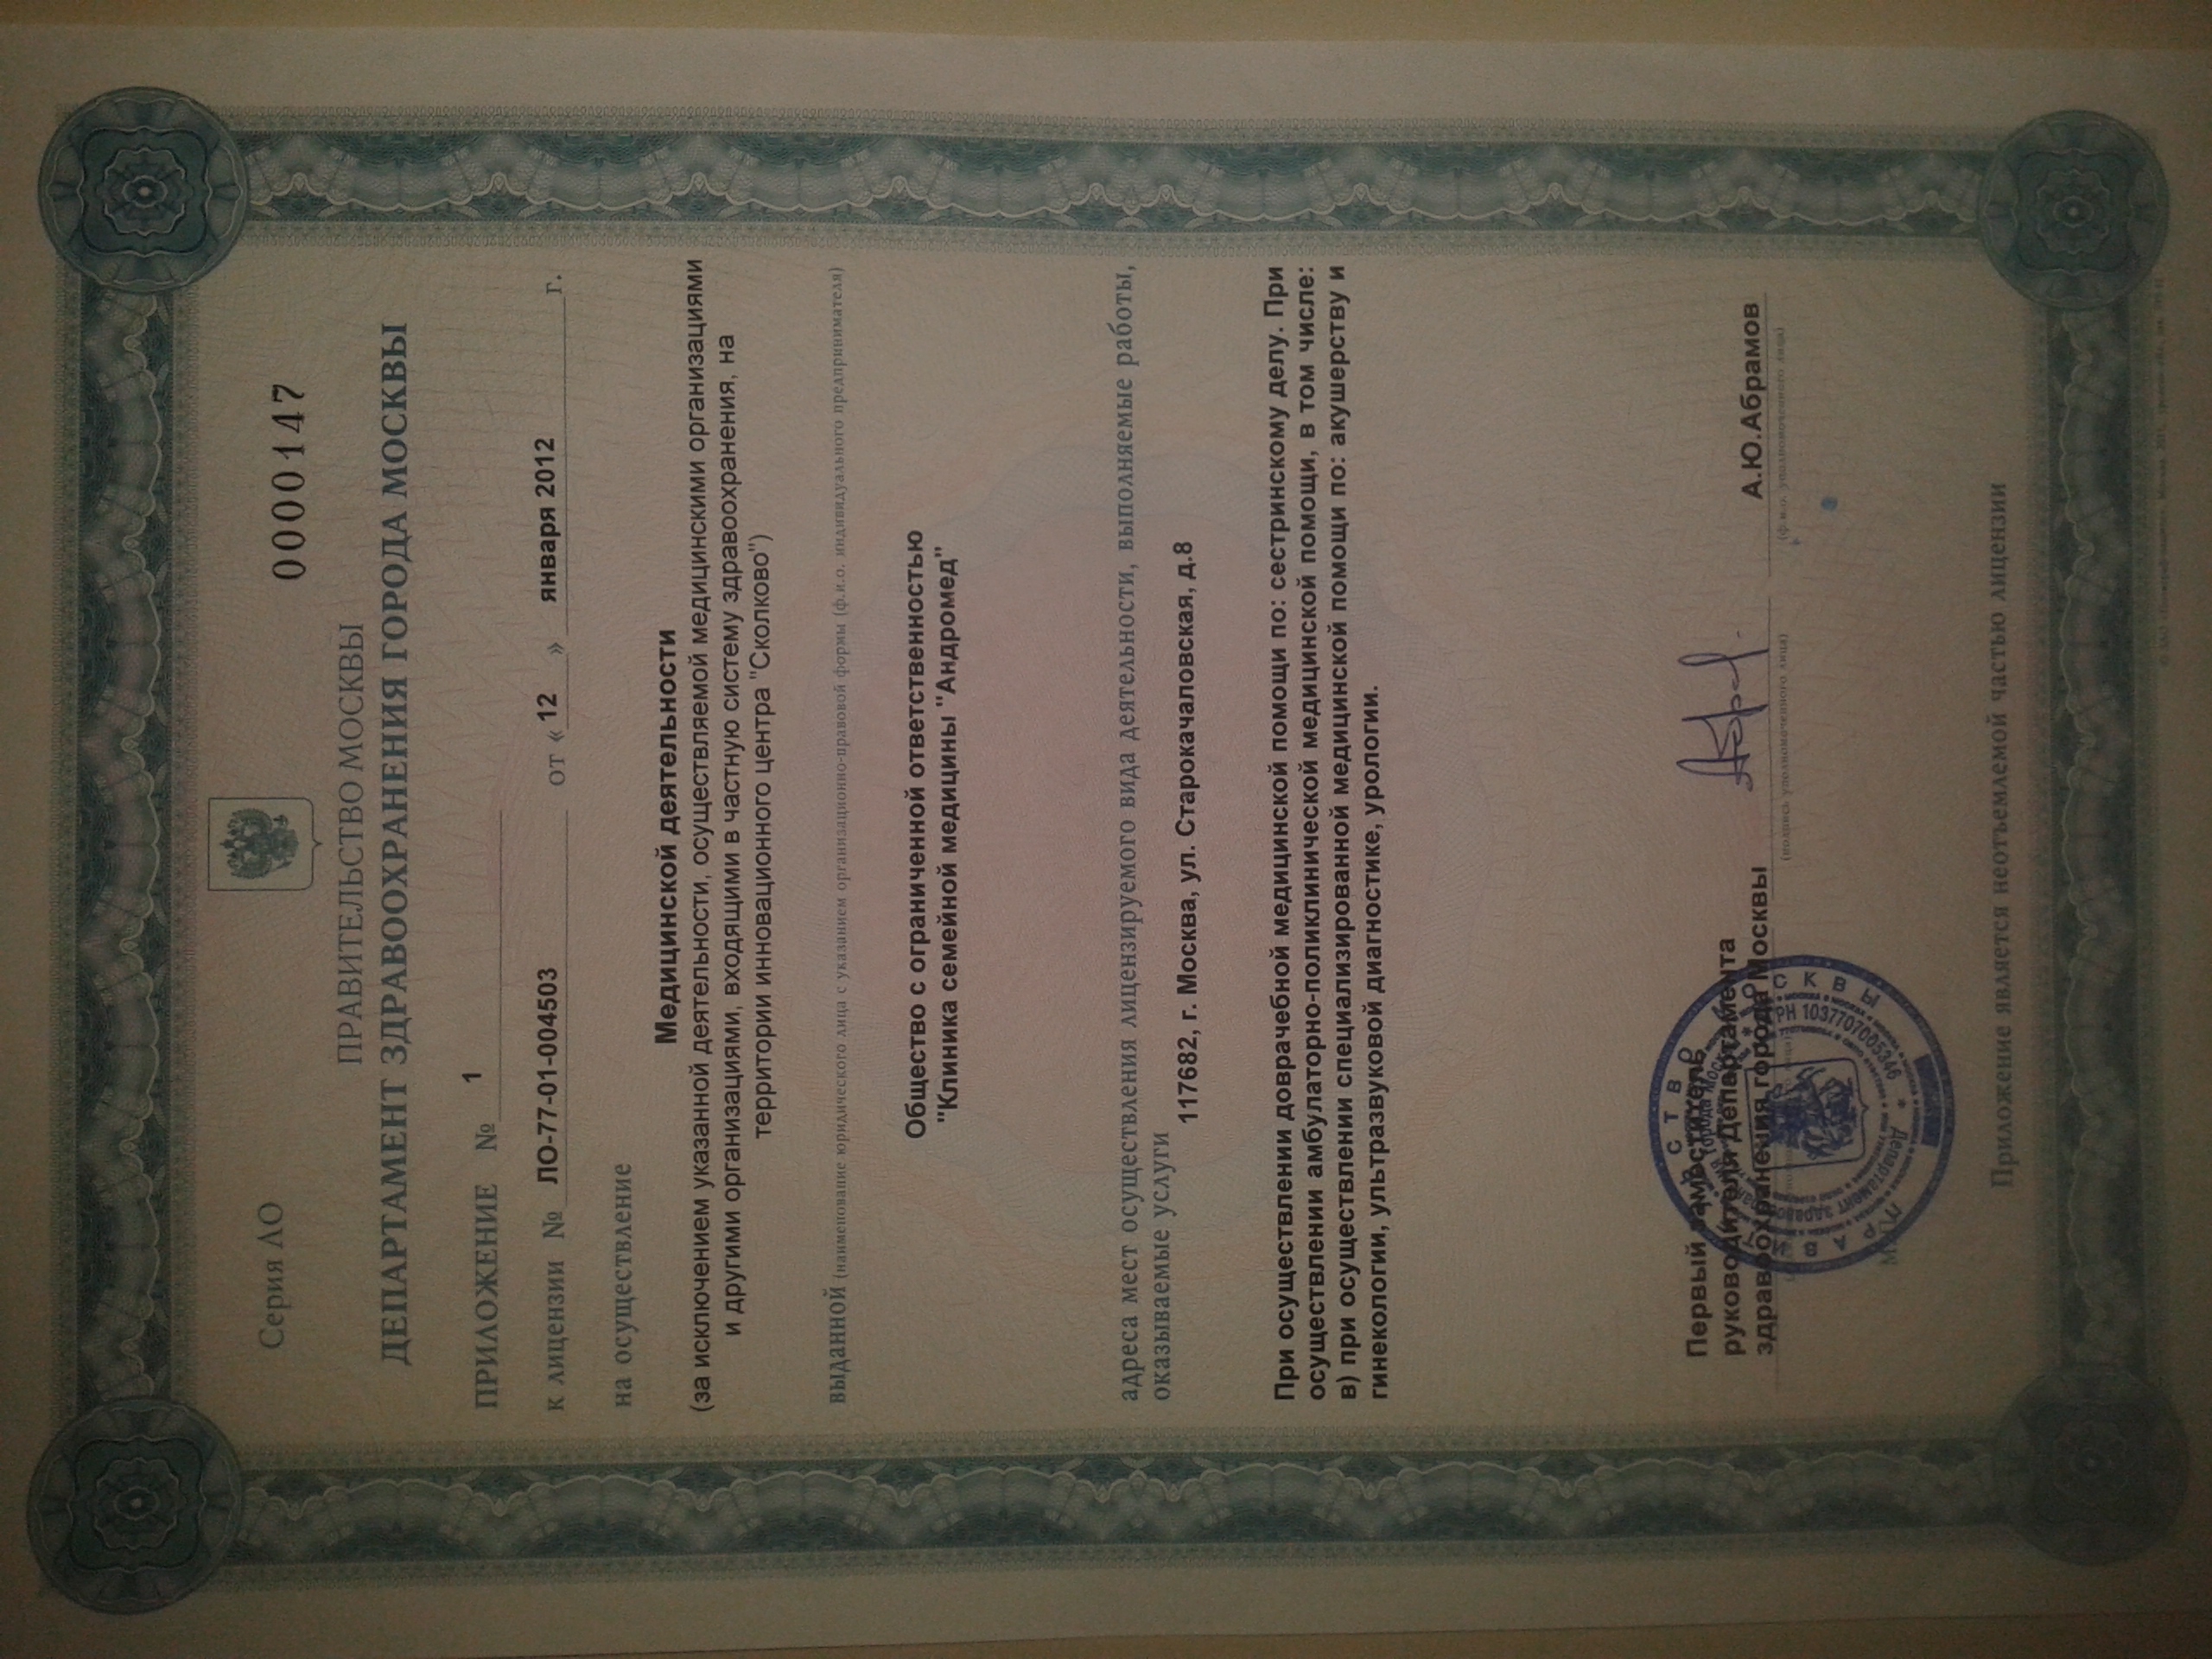 Серия ЛО
0000147
ПРАВИТЕЛЬСТВО МОСКВЫ
ДЕПАРТАМЕНТ ЗДРАВООХРАНЕНИЯ ГОРОДА МОСКВЫ
ПРИЛОЖЕНИЕ № 1
к лицензии № ЛО-77-01-004503 от « 12 » января 2012 г.
на осуществление
Медицинской деятельности
(за исключением указанной деятельности, осуществляемой медицинскими организациями
и другими организациями, входящими в частную систему здравоохранения, на
территории инновационного центра "Сколково")
выданной (наименование юридического лица с указанием организационно-правовой формы (ф.и.о. индивидуального предпринимателя)
Общество с ограниченной ответственностью
"Клиника семейной медицины "Андромед"
адреса мест осуществления лицензируемого вида деятельности, выполняемые работы,
оказываемые услуги
117682, г. Москва, ул. Старокачаловская, д.8
При осуществлении доврачебной медицинской помощи по: сестринскому делу. При
осуществлении амбулаторно-поликлинической медицинской помощи, в том числе:
в) при осуществлении специализированной медицинской помощи по: акушерству и
гинекологии, ультразвуковой диагностике, урологии.
Первый заместитель
руководителя Департамента
здравоохранения города Москвы
А.Ю.Абрамов
(подпись уполномоченного лица)
(ф.и.о. уполномоченного лица)
Приложение является неотъемлемой частью лицензии